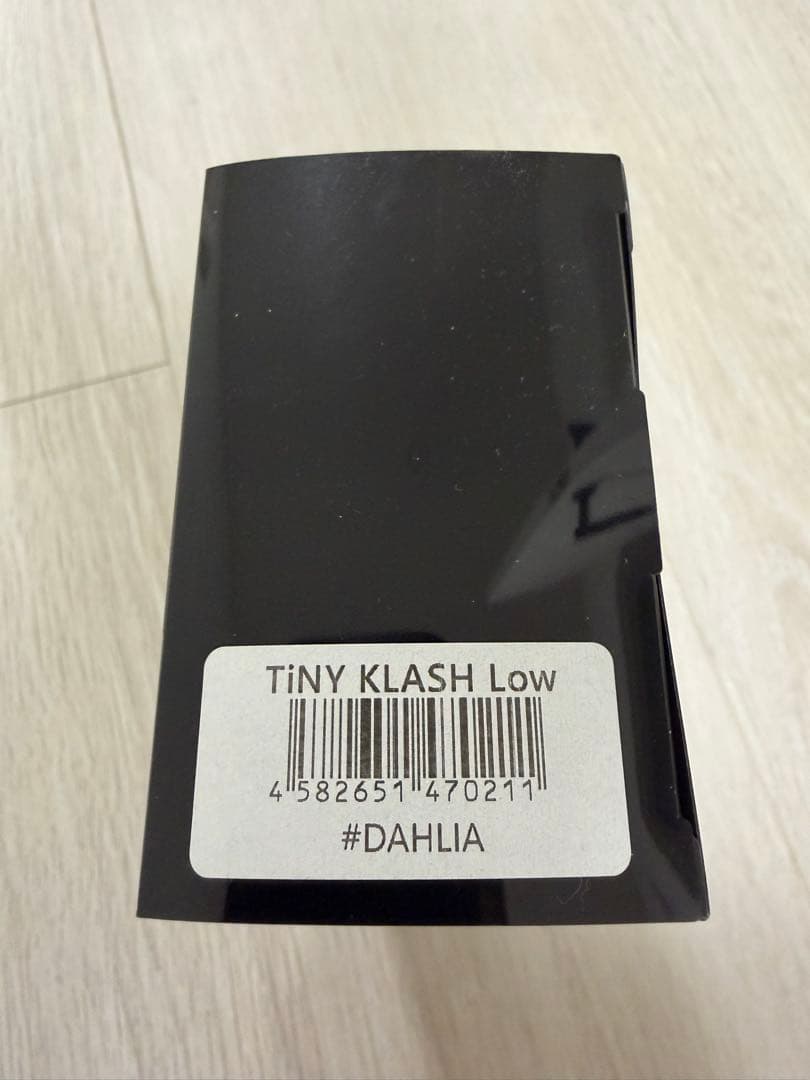 TiNY KLASH Low
4 582651 470211
#DAHLIA